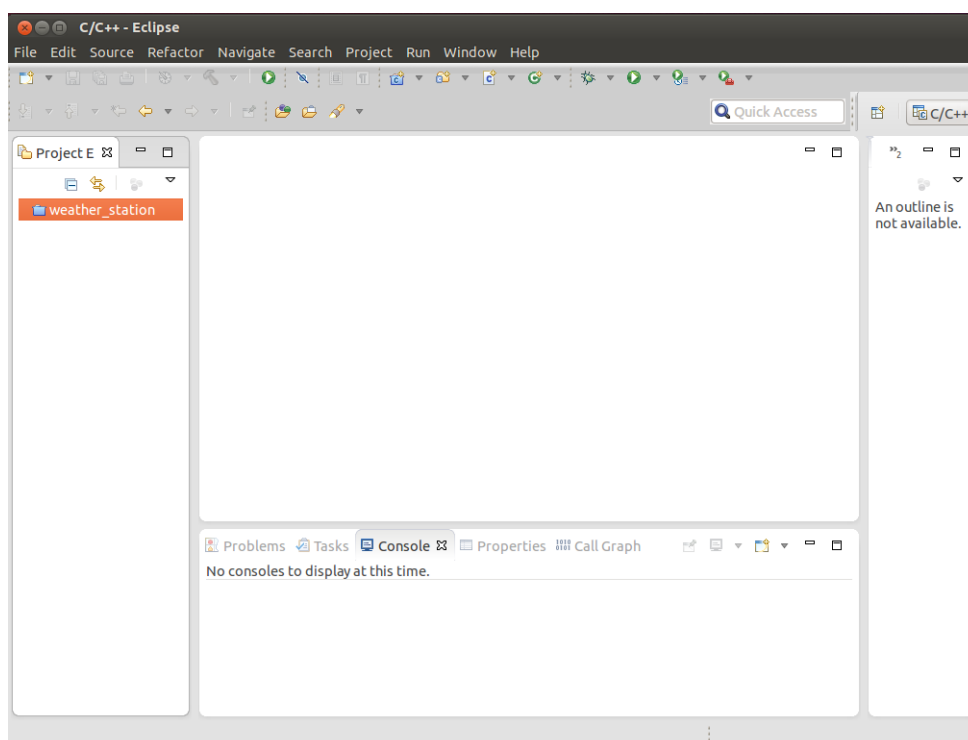 C/C++ - Eclipse
File Edit Source Refactor Navigate Search Project Run Window Help
Quick Access
C/C++
Project E
weather_station
An outline is
not available.
Problems Tasks Console Properties Call Graph
No consoles to display at this time.